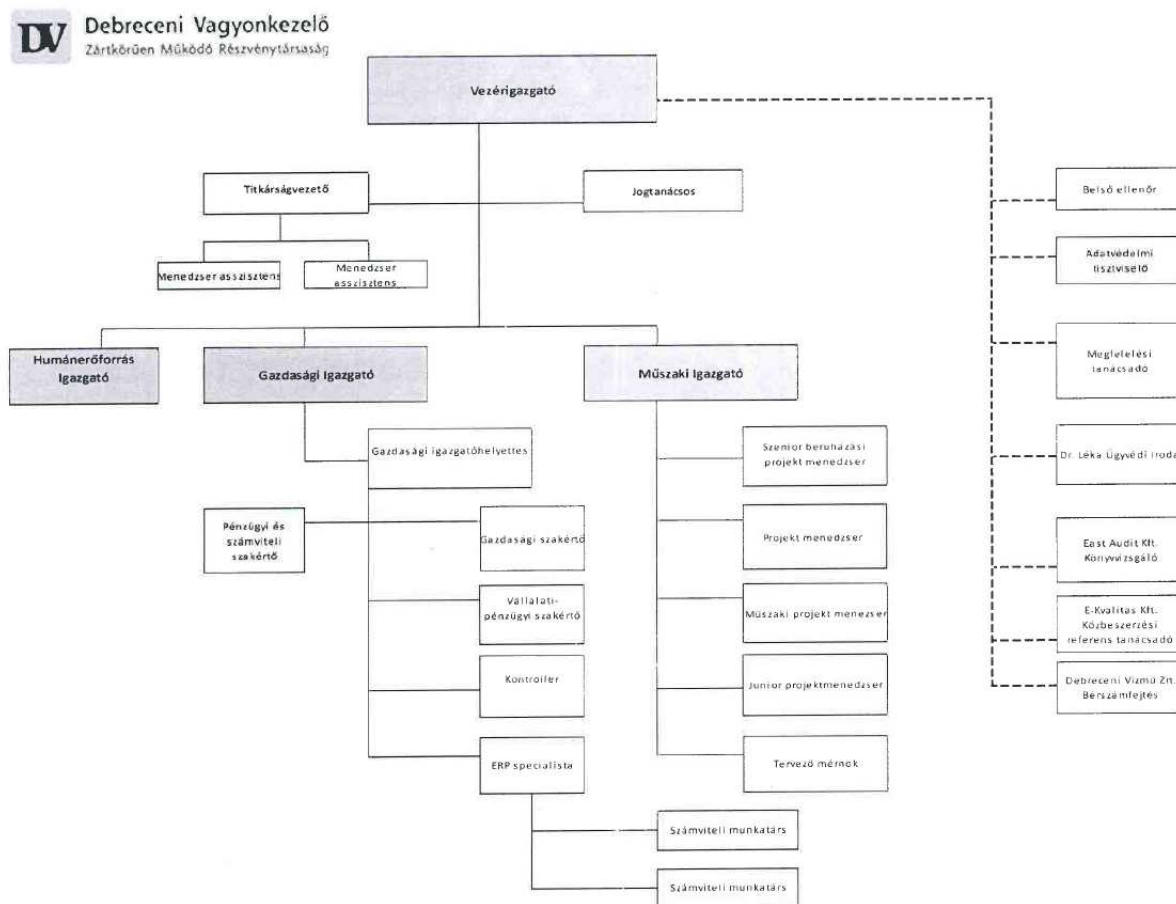 DV
Debreceni Vagyonkezelő
Zártkörűen Működő Részvénytársaság
Vezérigazgató
Titkárságvezető
Jogtanácsos
Menedzser asszisztens
Menedzser
asszisztens
Humánerőforrás
Igazgató
Gazdasági Igazgató
Műszaki Igazgató
Gazdasági igazgatóhelyettes
Pénzügyi és
számviteli
szakértő
Gazdasági szakértő
Vállalati-
pénzügyi szakértő
Kontroller
ERP specialista
Számviteli munkatárs
Számviteli munkatárs
Szenior beruházási
projekt menedzser
Projekt menedzser
Műszaki projekt menezser
Junior projektmenedzser
Tervező mérnök
Belső ellenőr
Adatvédelmi
tisztviselő
Megfelelési
tanácsadó
Dr. Léka Ügyvédi Iroda
East Audit Kft.
Könyvvizsgáló
E-Kvalitás Kft.
Közbeszerzési
referens tanácsadó
Debreceni Vízmű Zrt.
Bérszámfejtés